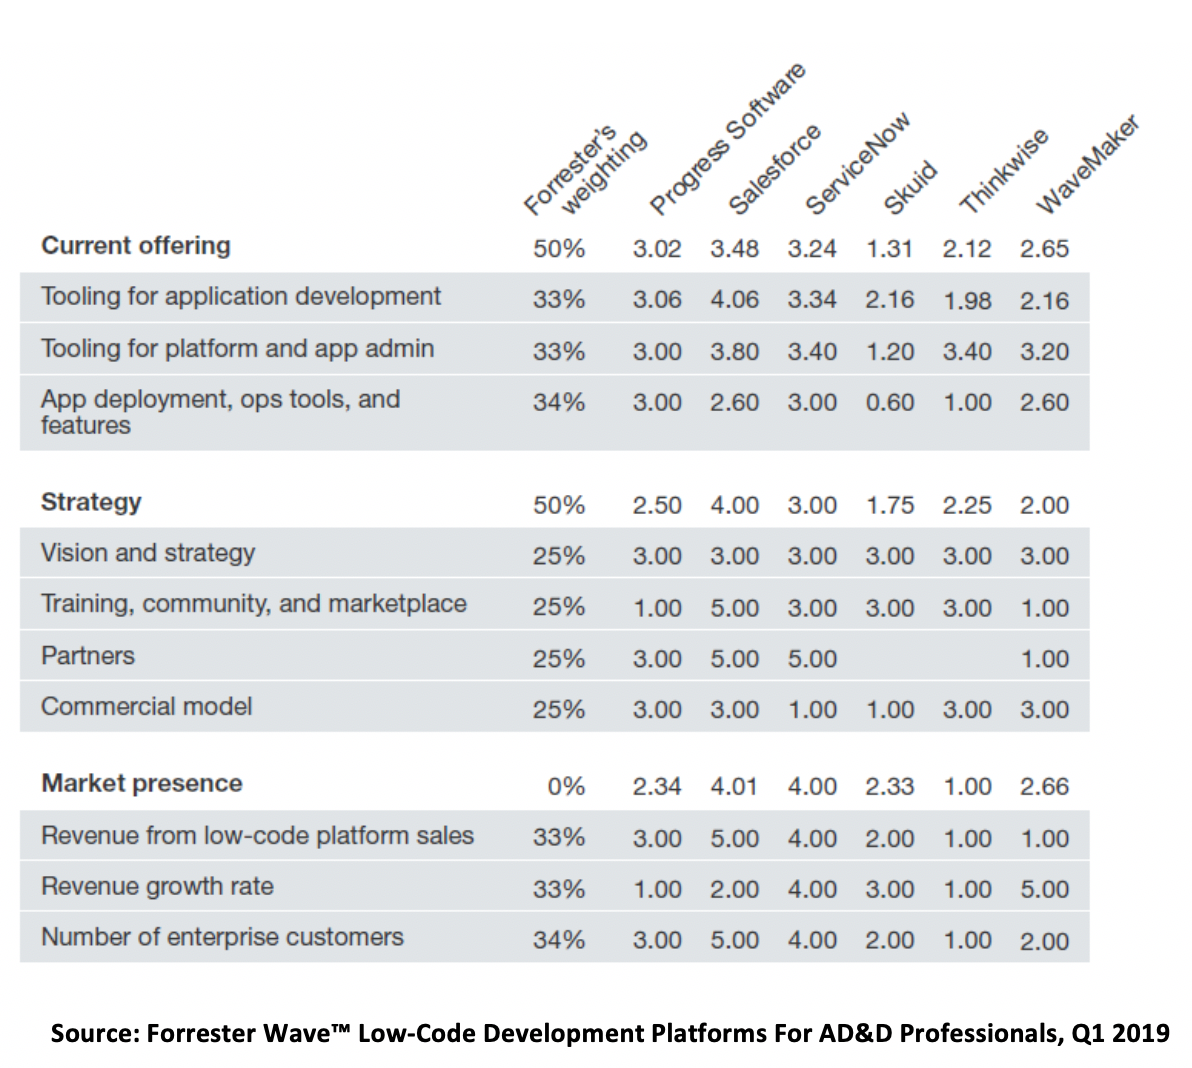 Forrester's
weighting
Progress Software
Salesforce
ServiceNow
Skuid
Thinkwise
WaveMaker
Current offering 50% 3.02 3.48 3.24 1.31 2.12 2.65
Tooling for application development 33% 3.06 4.06 3.34 2.16 1.98 2.16
Tooling for platform and app admin 33% 3.00 3.80 3.40 1.20 3.40 3.20
App deployment, ops tools, and 34% 3.00 2.60 3.00 0.60 1.00 2.60
features
Strategy 50% 2.50 4.00 3.00 1.75 2.25 2.00
Vision and strategy 25% 3.00 3.00 3.00 3.00 3.00 3.00
Training, community, and marketplace 25% 1.00 5.00 3.00 3.00 3.00 1.00
Partners 25% 3.00 5.00 5.00 1.00
Commercial model 25% 3.00 3.00 1.00 1.00 3.00 3.00
Market presence 0% 2.34 4.01 4.00 2.33 1.00 2.66
Revenue from low-code platform sales 33% 3.00 5.00 4.00 2.00 1.00 1.00
Revenue growth rate 33% 1.00 2.00 4.00 3.00 1.00 5.00
Number of enterprise customers 34% 3.00 5.00 4.00 2.00 1.00 2.00
Source: Forrester Wave™ Low-Code Development Platforms For AD&D Professionals, Q1 2019